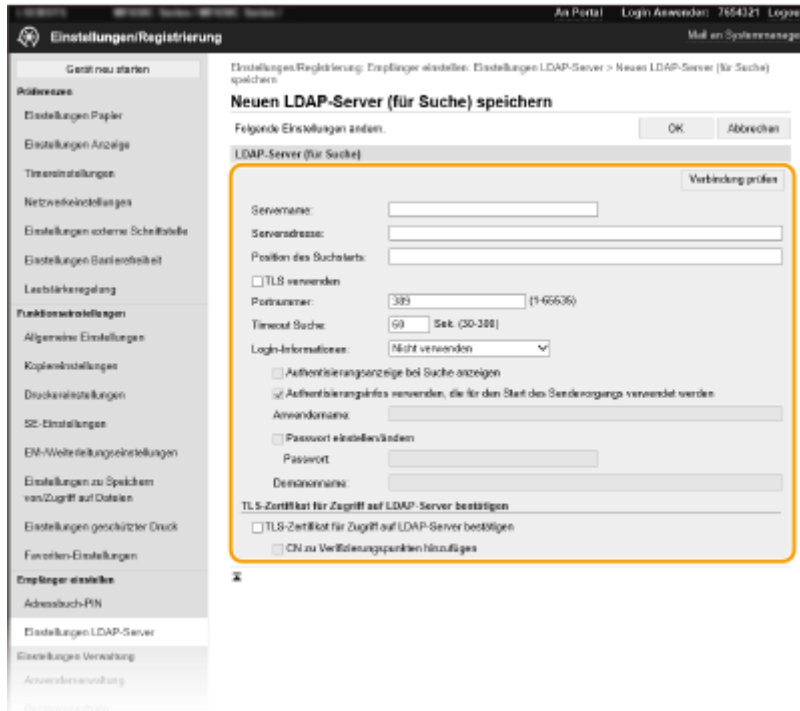 An Portal Login Anwender: 7654321 Logou
Einstellungen/Registrierung
Mail an Systemmanage
Gerät neu starten
Präferenzen
Einstellungen Papier
Einstellungen Anzeige
Timereinstellungen
Netzwerkeinstellungen
Einstellungen externe Schnittstelle
Einstellungen Barrierefreiheit
Lautstärkeregelung
Funktionseinstellungen
Allgemeine Einstellungen
Kopiereinstellungen
Druckereinstellungen
SE-Einstellungen
EM-/Weiterleitungseinstellungen
Einstellungen zu Speichern
von/Zugriff auf Dateien
Einstellungen geschützter Druck
Favoriten-Einstellungen
Empfänger einstellen
Adressbuch-PIN
Einstellungen LDAP-Server
Einstellungen Verwaltung
Anwenderverwaltung
Einstellungen/Registrierung: Empfänger einstellen: Einstellungen LDAP-Server > Neuen LDAP-Server (für Suche)
speichern
Neuen LDAP-Server (für Suche) speichern
Folgende Einstellungen ändern.
OK Abbrechen
LDAP-Server (für Suche)
Verbindung prüfen
Servername:
Serveradresse:
Position des Suchstarts:
TLS verwenden
Portnummer: 389 (1-65535)
Timeout Suche: 60 Sek. (30-300)
Login-Informationen: Nicht verwenden
Authentisierungsanzeige bei Suche anzeigen
Authentisierungsinfos verwenden, die für den Start des Sendevorgangs verwendet werden
Anwendername:
Passwort einstellen/ändern
Passwort:
Domänenname:
TLS-Zertifikat für Zugriff auf LDAP-Server bestätigen
TLS-Zertifikat für Zugriff auf LDAP-Server bestätigen
CN zu Verifizierungspunkten hinzufügen